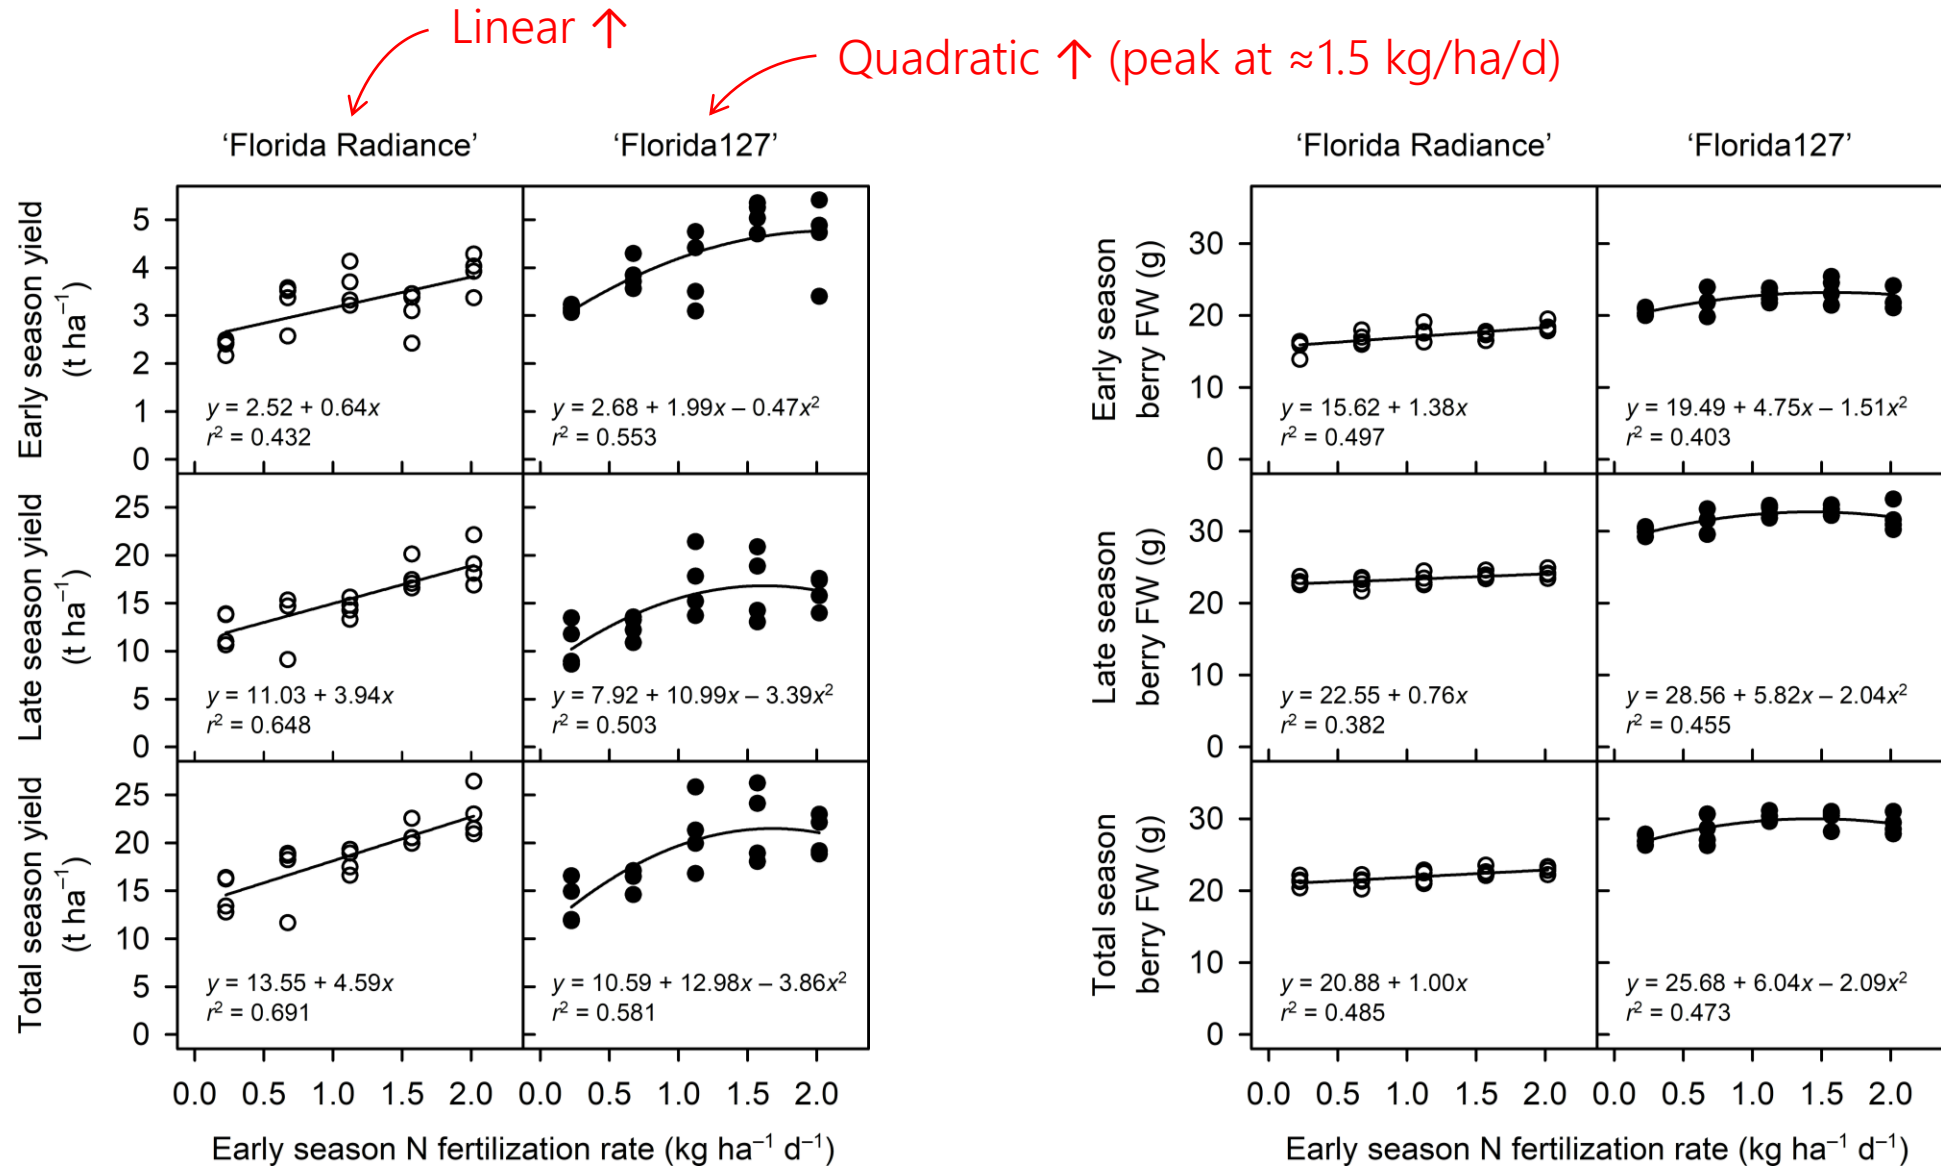 Linear ↑
Quadratic ↑ (peak at ≈1.5 kg/ha/d)
‘Florida Radiance’
‘Florida127’
Early season yield
(t ha⁻¹)
5
4
3
2
1
0
y = 2.52 + 0.64x
r² = 0.432
y = 2.68 + 1.99x – 0.47x²
r² = 0.553
Late season yield
(t ha⁻¹)
25
20
15
10
5
0
y = 11.03 + 3.94x
r² = 0.648
y = 7.92 + 10.99x – 3.39x²
r² = 0.503
Total season yield
(t ha⁻¹)
25
20
15
10
5
0
y = 13.55 + 4.59x
r² = 0.691
y = 10.59 + 12.98x – 3.86x²
r² = 0.581
0.0 0.5 1.0 1.5 2.0 0.0 0.5 1.0 1.5 2.0
Early season N fertilization rate (kg ha⁻¹ d⁻¹)
‘Florida Radiance’
‘Florida127’
Early season
berry FW (g)
30
20
10
0
y = 15.62 + 1.38x
r² = 0.497
y = 19.49 + 4.75x – 1.51x²
r² = 0.403
Late season
berry FW (g)
30
20
10
0
y = 22.55 + 0.76x
r² = 0.382
y = 28.56 + 5.82x – 2.04x²
r² = 0.455
Total season
berry FW (g)
30
20
10
0
y = 20.88 + 1.00x
r² = 0.485
y = 25.68 + 6.04x – 2.09x²
r² = 0.473
0.0 0.5 1.0 1.5 2.0 0.0 0.5 1.0 1.5 2.0
Early season N fertilization rate (kg ha⁻¹ d⁻¹)